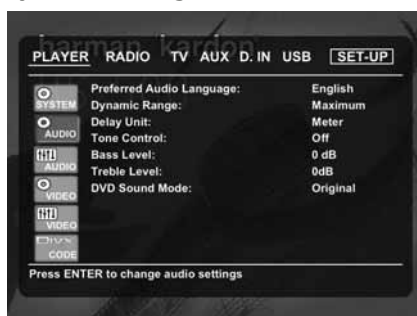 harman kardon
PLAYER RADIO TV AUX D. IN USB SET-UP
SYSTEM
AUDIO
AUDIO
VIDEO
VIDEO
DivX
CODE
Preferred Audio Language: English
Dynamic Range: Maximum
Delay Unit: Meter
Tone Control: Off
Bass Level: 0 dB
Treble Level: 0dB
DVD Sound Mode: Original
Press ENTER to change audio settings